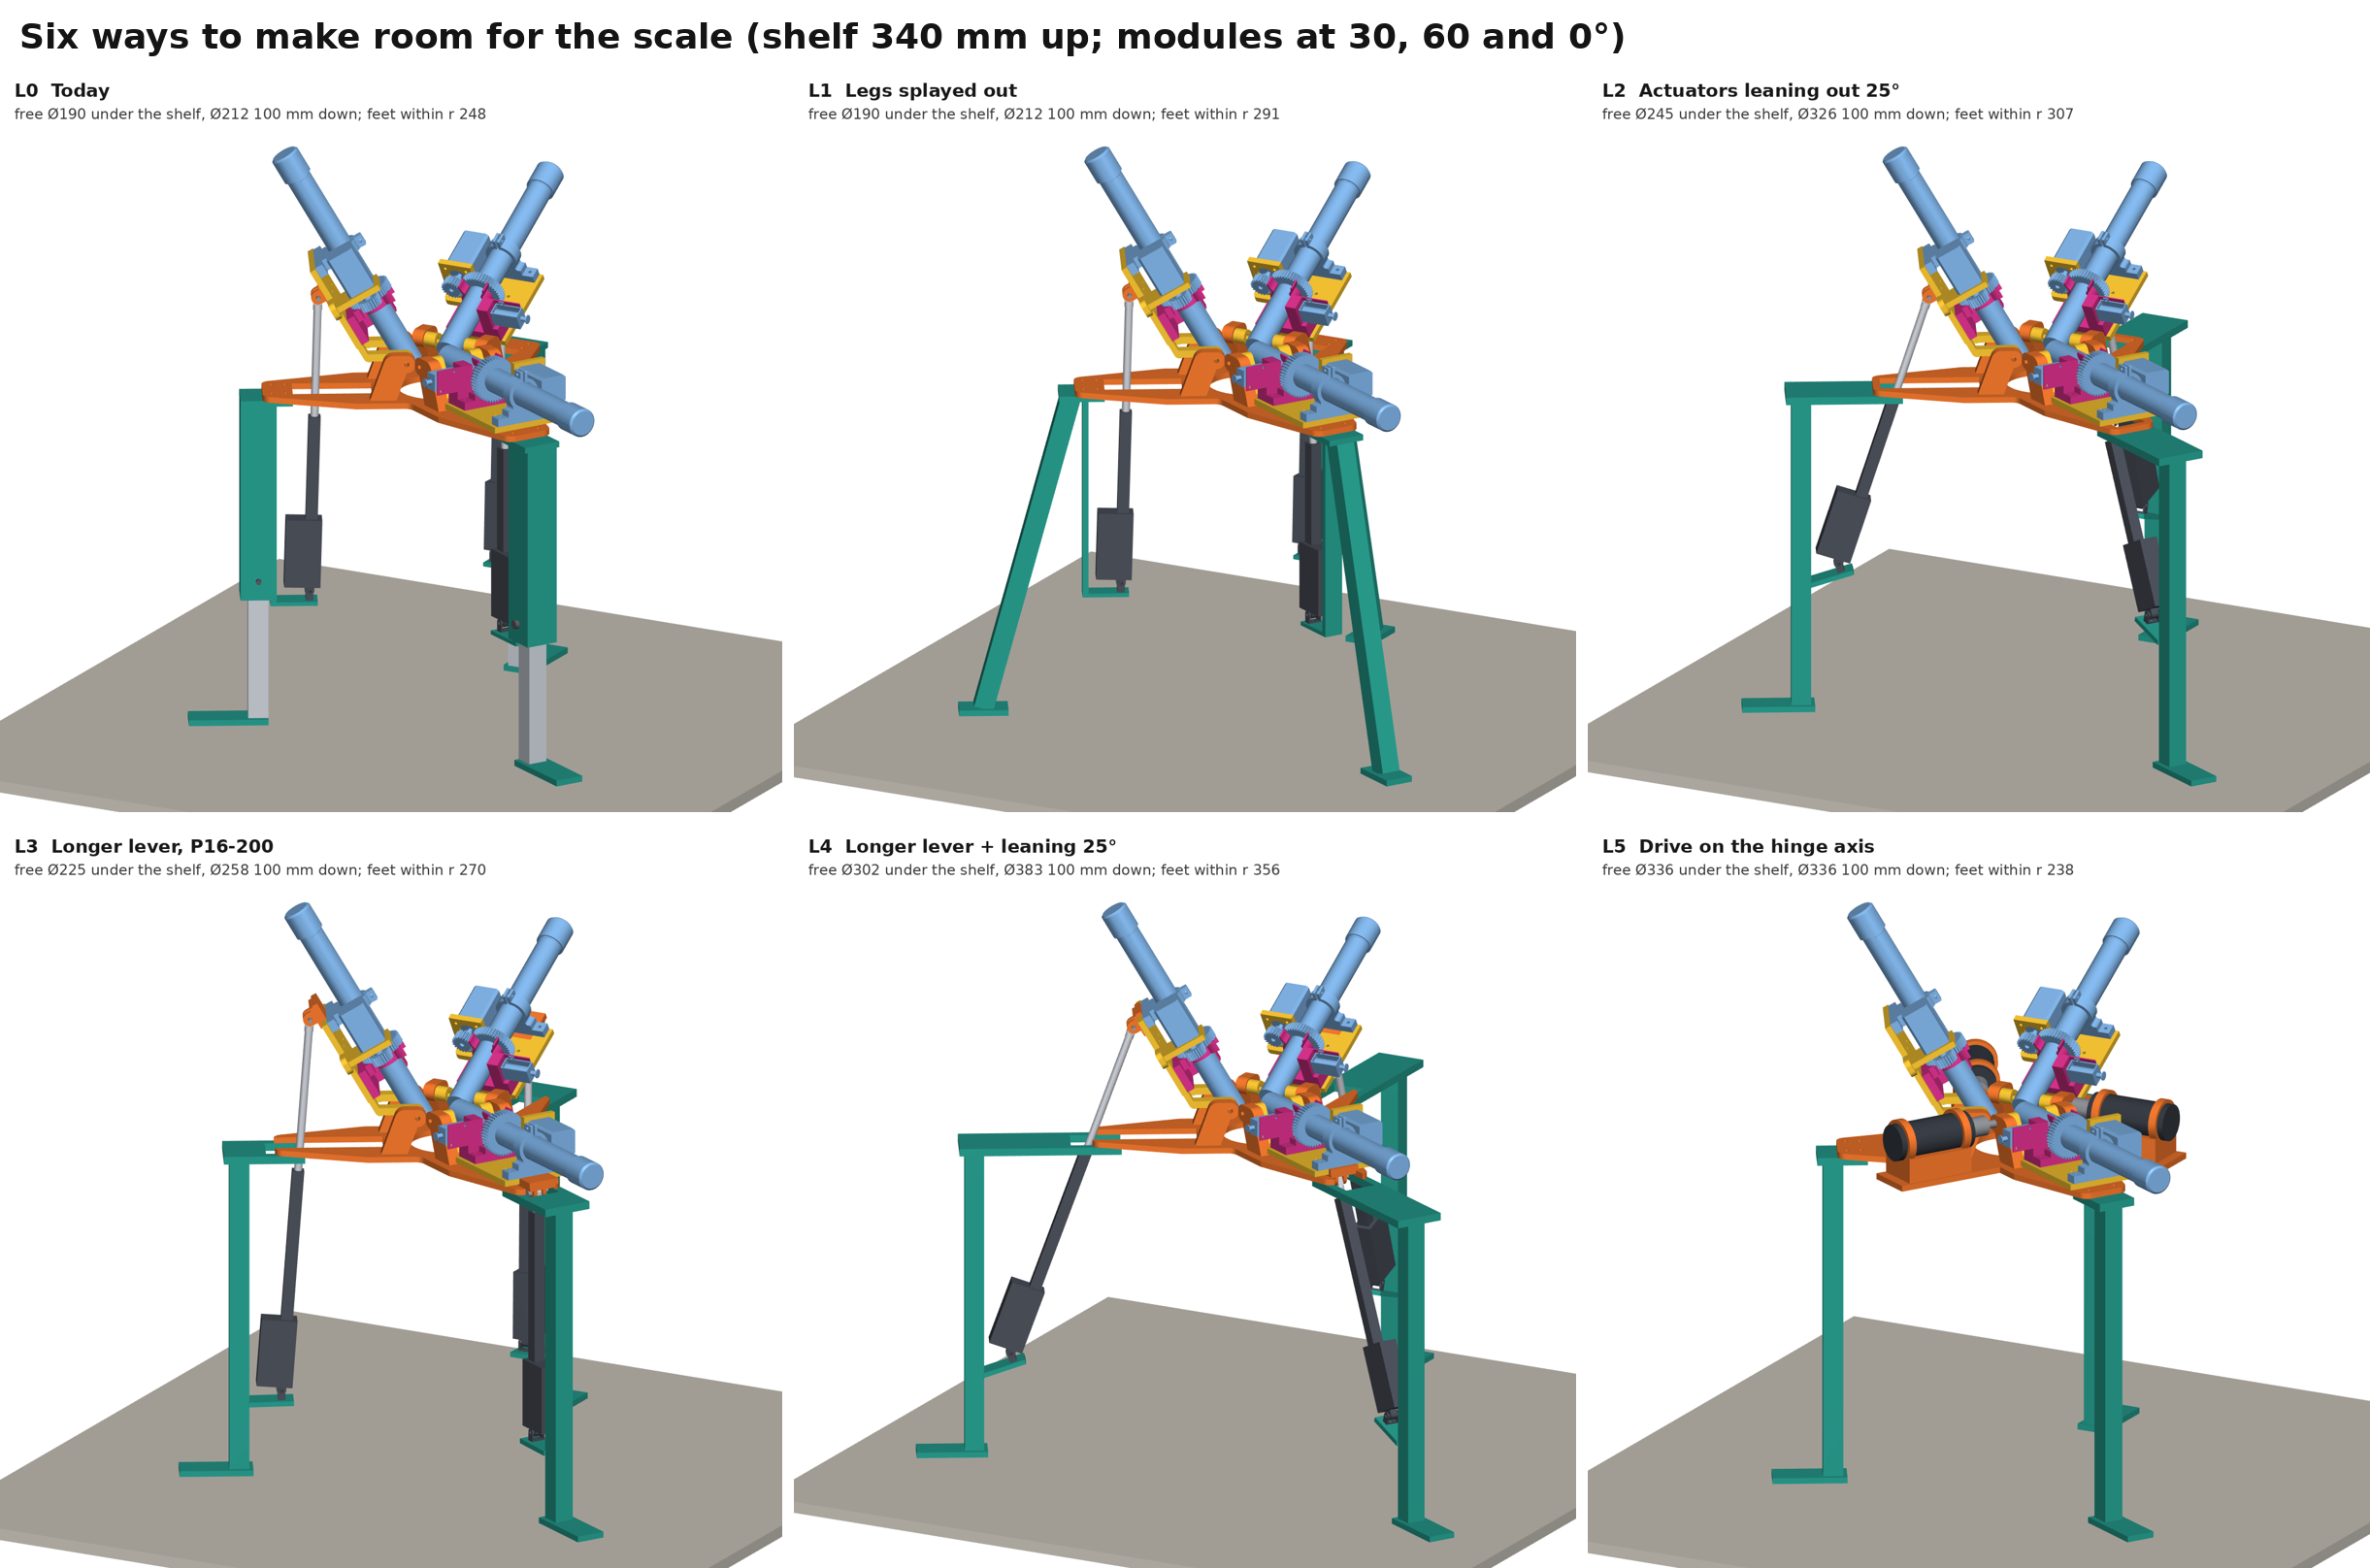 Six ways to make room for the scale (shelf 340 mm up; modules at 30, 60 and 0°)
L0 Today
free Ø190 under the shelf, Ø212 100 mm down; feet within r 248
L1 Legs splayed out
free Ø190 under the shelf, Ø212 100 mm down; feet within r 291
L2 Actuators leaning out 25°
free Ø245 under the shelf, Ø326 100 mm down; feet within r 307
L3 Longer lever, P16-200
free Ø225 under the shelf, Ø258 100 mm down; feet within r 270
L4 Longer lever + leaning 25°
free Ø302 under the shelf, Ø383 100 mm down; feet within r 356
L5 Drive on the hinge axis
free Ø336 under the shelf, Ø336 100 mm down; feet within r 238